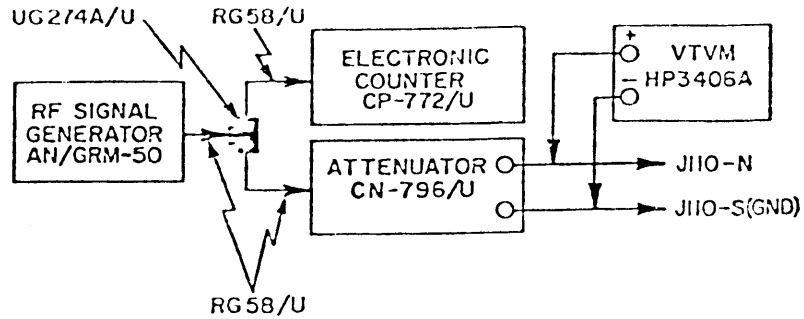 UG274A/U
RG58/U
ELECTRONIC
COUNTER
CP-772/U
+
VTVM
−
HP3406A
RF SIGNAL
GENERATOR
AN/GRM-50
ATTENUATOR
CN-796/U
J110-N
J110-S(GND)
RG58/U